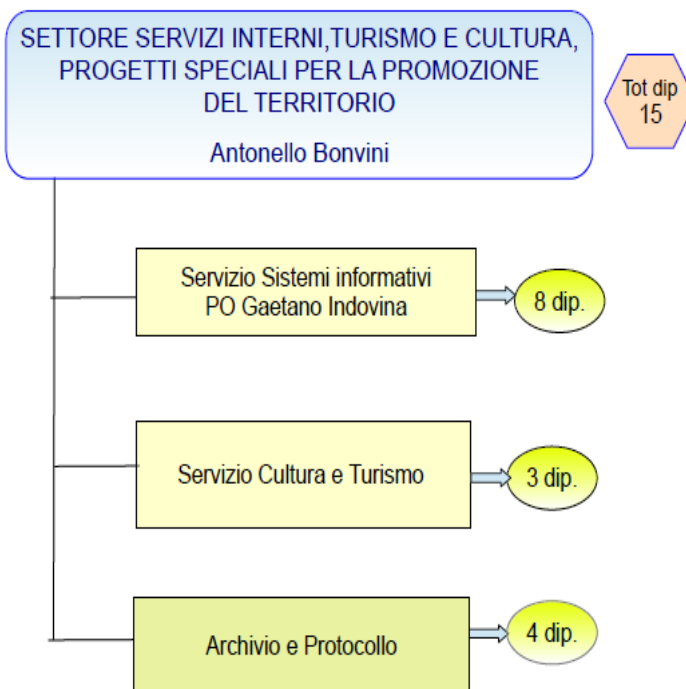 SETTORE SERVIZI INTERNI,TURISMO E CULTURA,
PROGETTI SPECIALI PER LA PROMOZIONE
DEL TERRITORIO
Antonello Bonvini
Tot dip
15
Servizio Sistemi informativi
PO Gaetano Indovina
8 dip.
Servizio Cultura e Turismo
3 dip.
Archivio e Protocollo
4 dip.